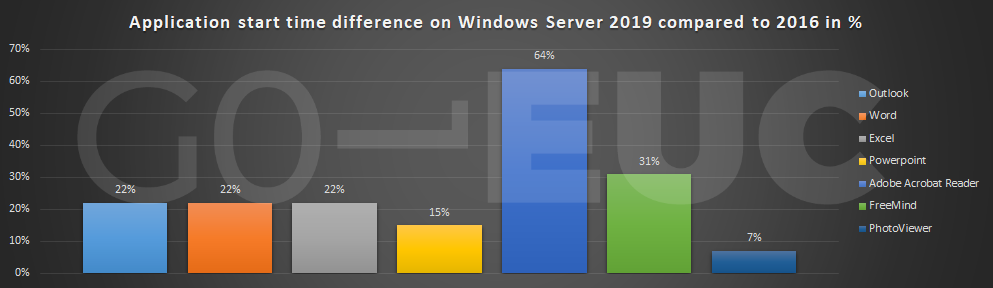 Application start time difference on Windows Server 2019 compared to 2016 in %
70%
60%
50%
40%
30%
20%
10%
0%
22%
22%
22%
15%
64%
31%
7%
Outlook
Word
Excel
Powerpoint
Adobe Acrobat Reader
FreeMind
PhotoViewer
GO-EUC